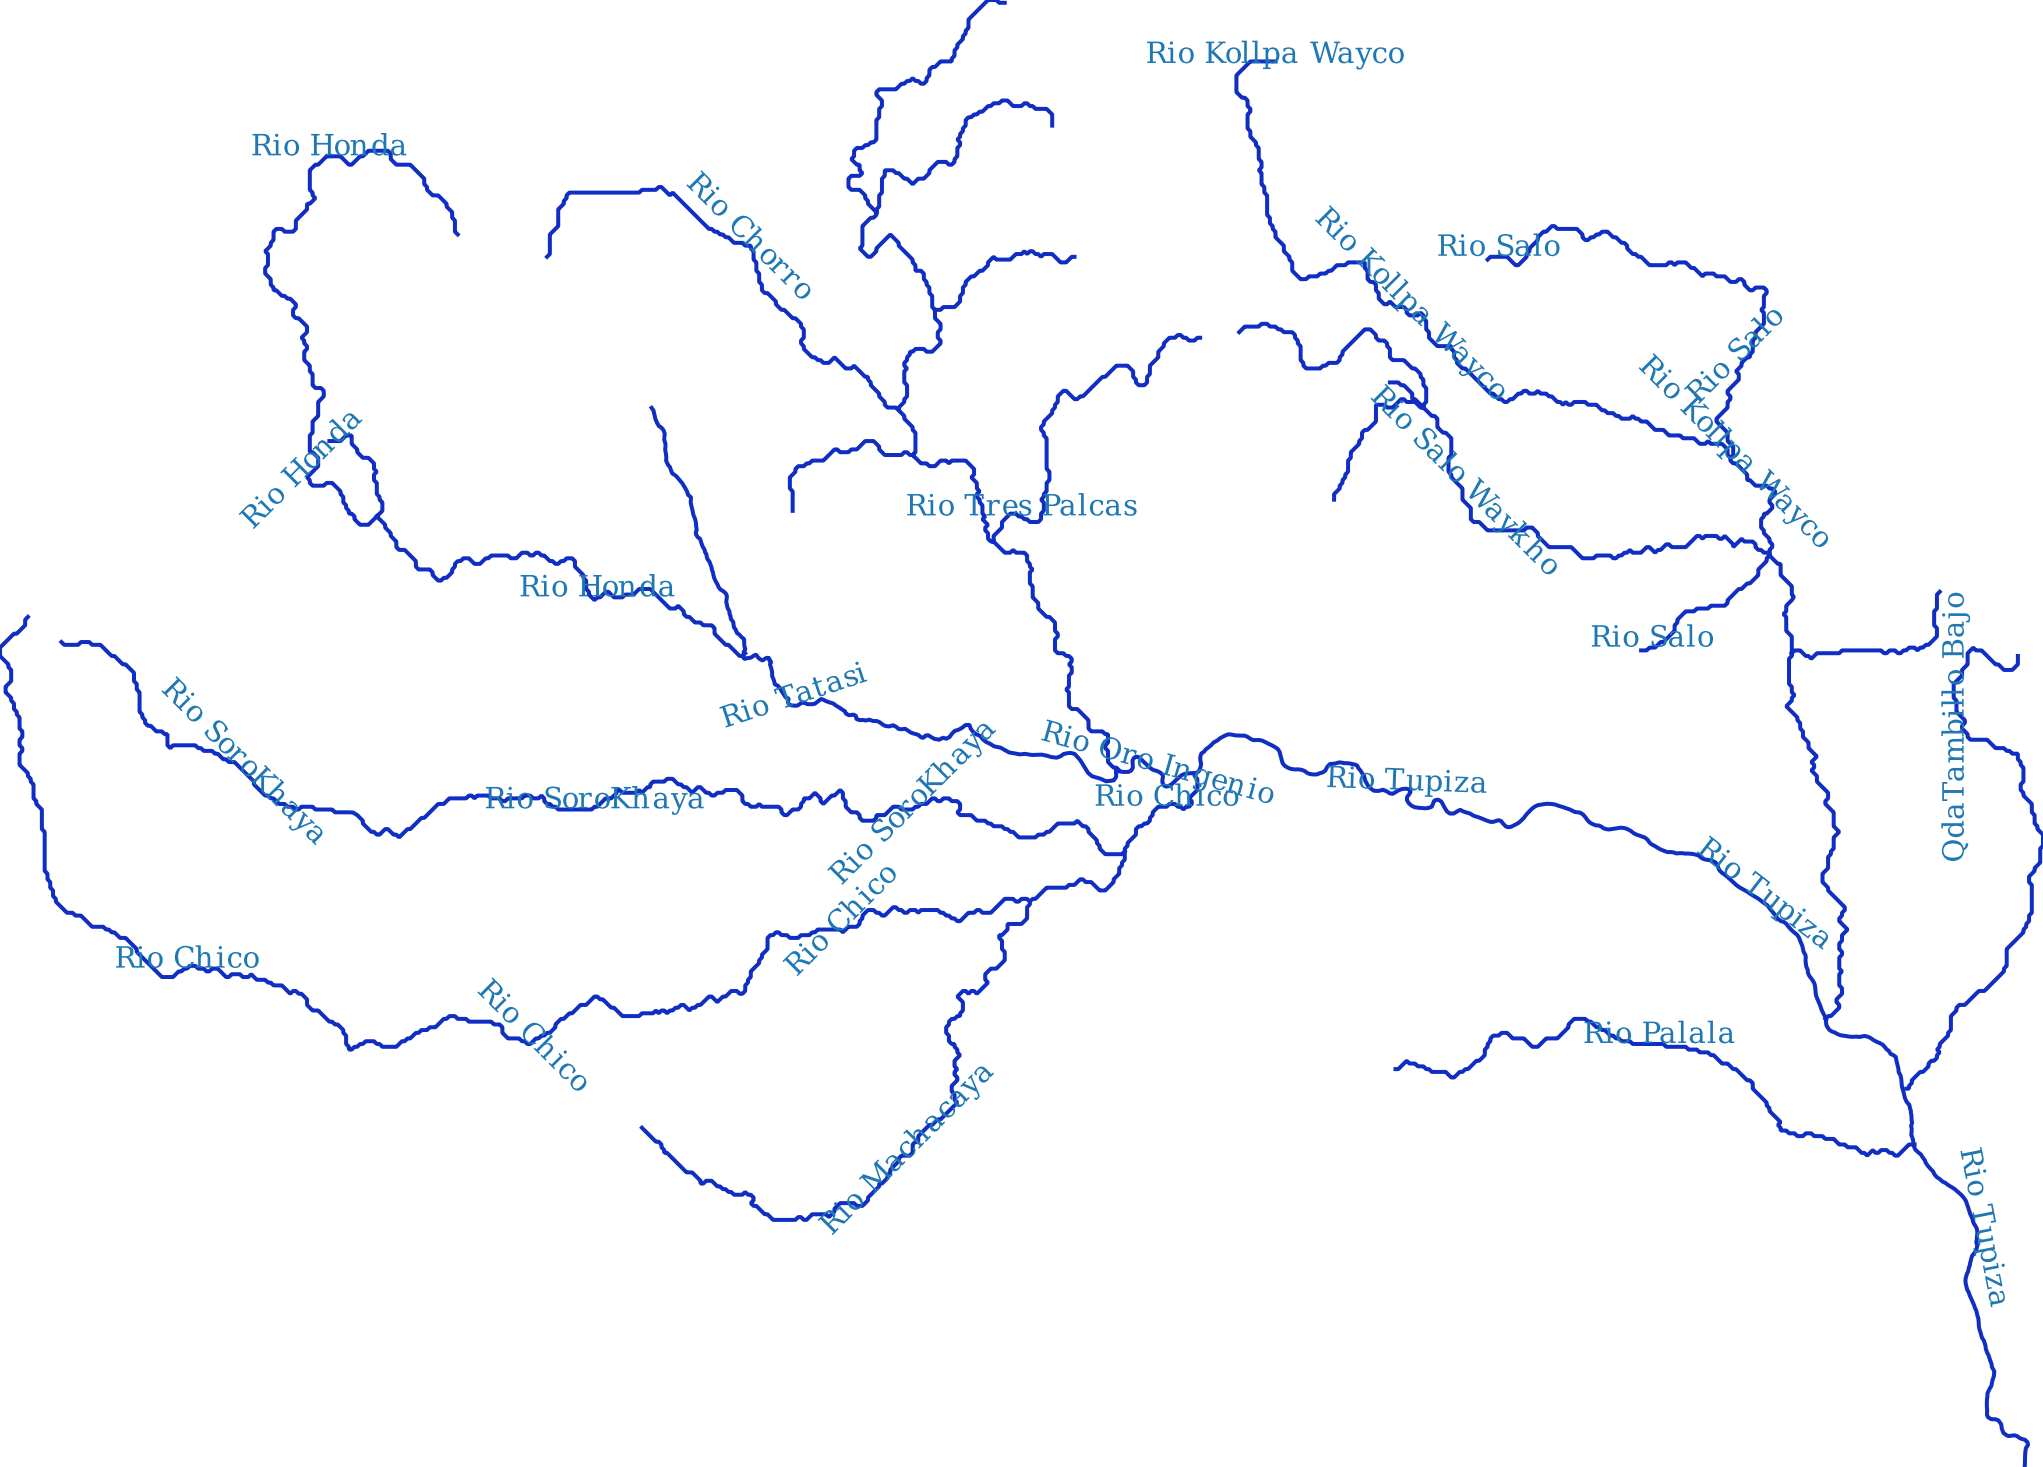 Rio Kollpa Wayco
Rio Honda
Rio Chorro
Rio Kollpa Wayco
Rio Salo
Rio Salo
Rio Kollpa Wayco
Rio Honda
Rio Salo Waykho
Rio Tres Palcas
Rio Honda
Rio Salo
QdaTambillo Bajo
Rio Tatasi
Rio SoroKhaya
Rio Oro Ingenio
Rio Tupiza
Rio SoroKhaya
Rio SoroKhaya
Rio Chico
Rio Tupiza
Rio Chico
Rio Chico
Rio Chico
Rio Palala
Rio Machacaya
Rio Tupiza